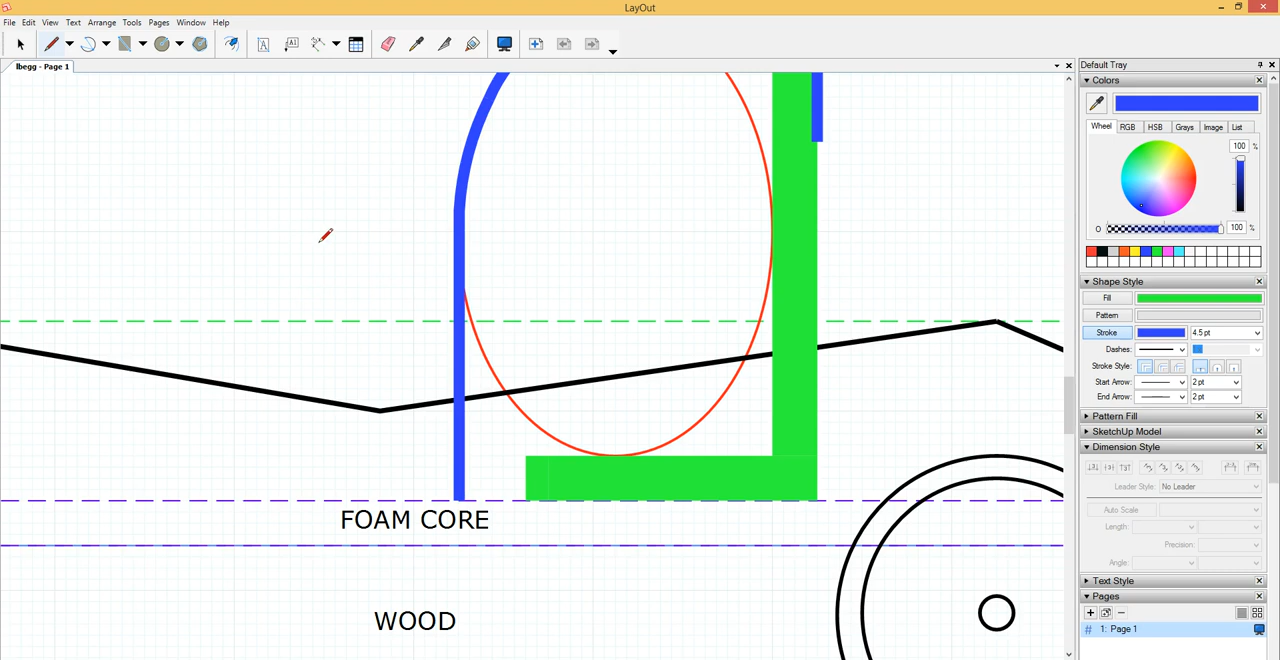 LayOut
File Edit View Text Arrange Tools Pages Window Help
lbegg - Page 1
Default Tray
Colors
Wheel RGB HSB Grays Image List
100 %
O 100 %
Shape Style
Fill
Pattern
Stroke 4.5 pt
Dashes:
Stroke Style:
Start Arrow: 2 pt
End Arrow: 2 pt
Pattern Fill
SketchUp Model
Dimension Style
Leader Style: No Leader
Auto Scale
Length:
Precision:
Angle:
Text Style
Pages
# 1: Page 1
FOAM CORE
WOOD